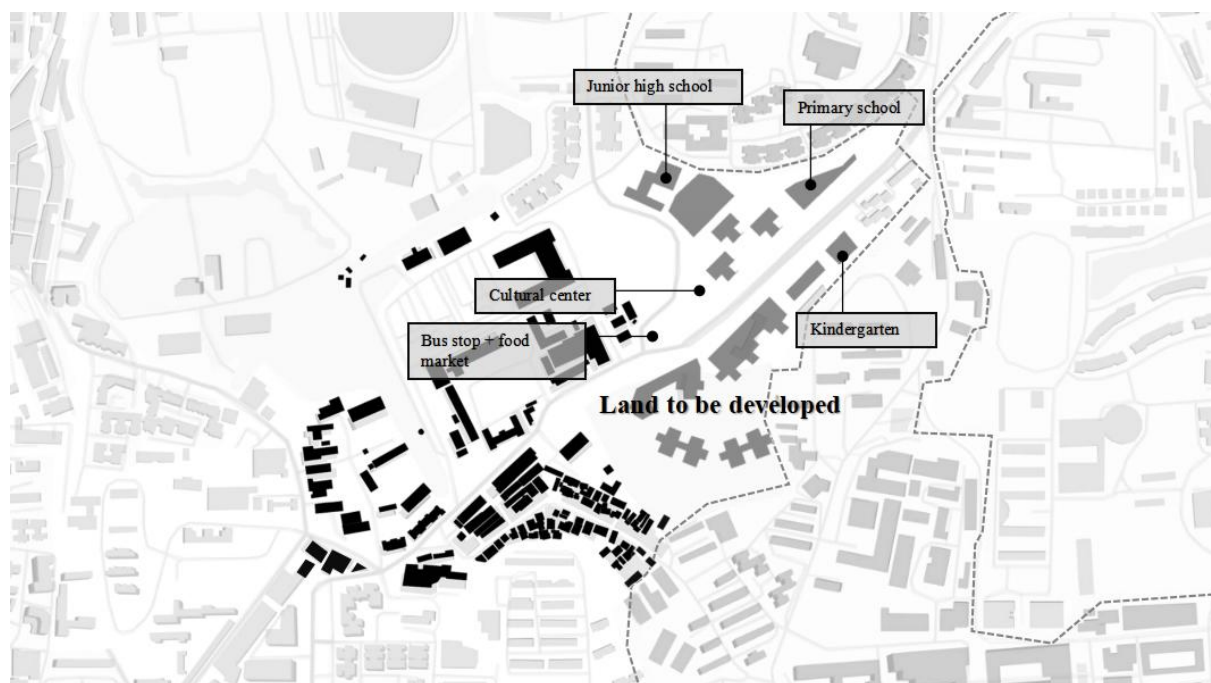 Junior high school
Primary school
Cultural center
Bus stop + food
market
Kindergarten
Land to be developed